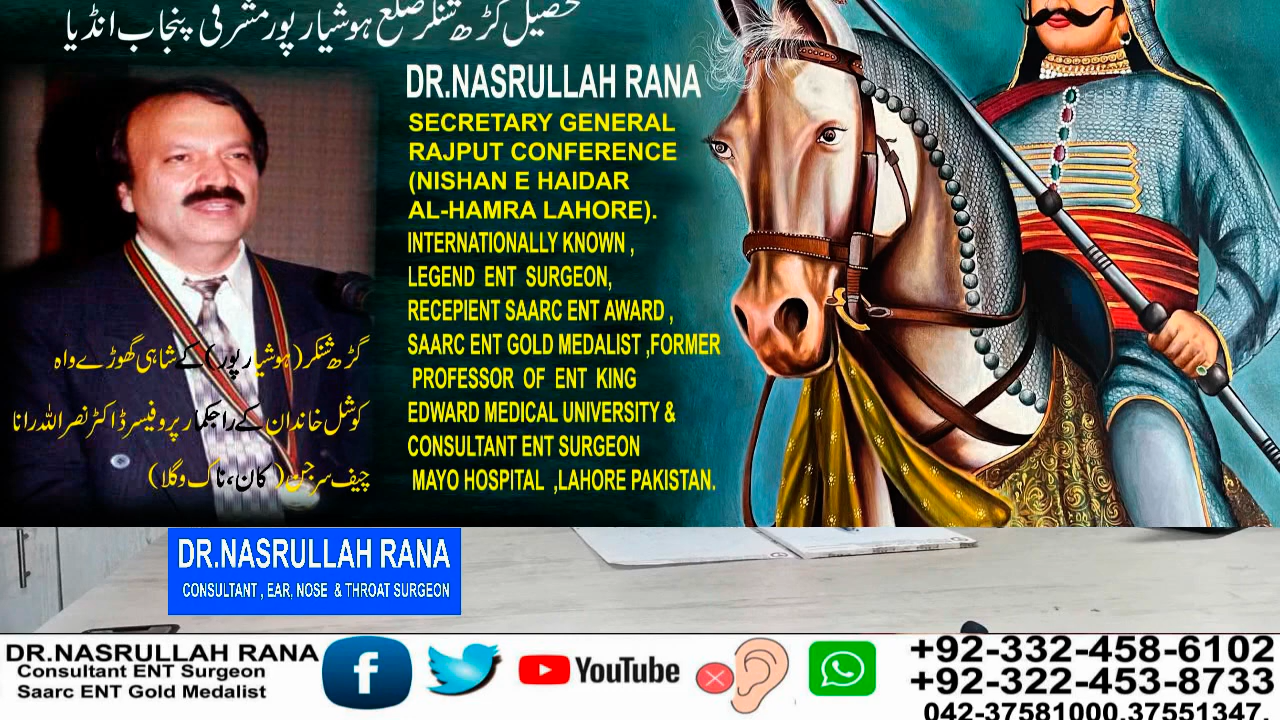 تحصیل گڑھ شنکر ضلع ہوشیار پور مشرقی پنجاب انڈیا
DR.NASRULLAH RANA
SECRETARY GENERAL
RAJPUT CONFERENCE
(NISHAN E HAIDAR
AL-HAMRA LAHORE).
INTERNATIONALLY KNOWN ,
LEGEND ENT SURGEON,
RECEPIENT SAARC ENT AWARD ,
SAARC ENT GOLD MEDALIST ,FORMER
PROFESSOR OF ENT KING
EDWARD MEDICAL UNIVERSITY &
CONSULTANT ENT SURGEON
MAYO HOSPITAL ,LAHORE PAKISTAN.
گڑھ شنکر (ہوشیار پور) کے شاہی گھوڑے واہ
کوشل خاندان کے راجکمار پروفیسر ڈاکٹر نصر اللہ رانا
چیف سرجن (کان، ناک و گلا)
DR.NASRULLAH RANA
CONSULTANT , EAR, NOSE & THROAT SURGEON
DR.NASRULLAH RANA
Consultant ENT Surgeon
Saarc ENT Gold Medalist
YouTube
+92-332-458-6102
+92-322-453-8733
042-37581000,37551347,